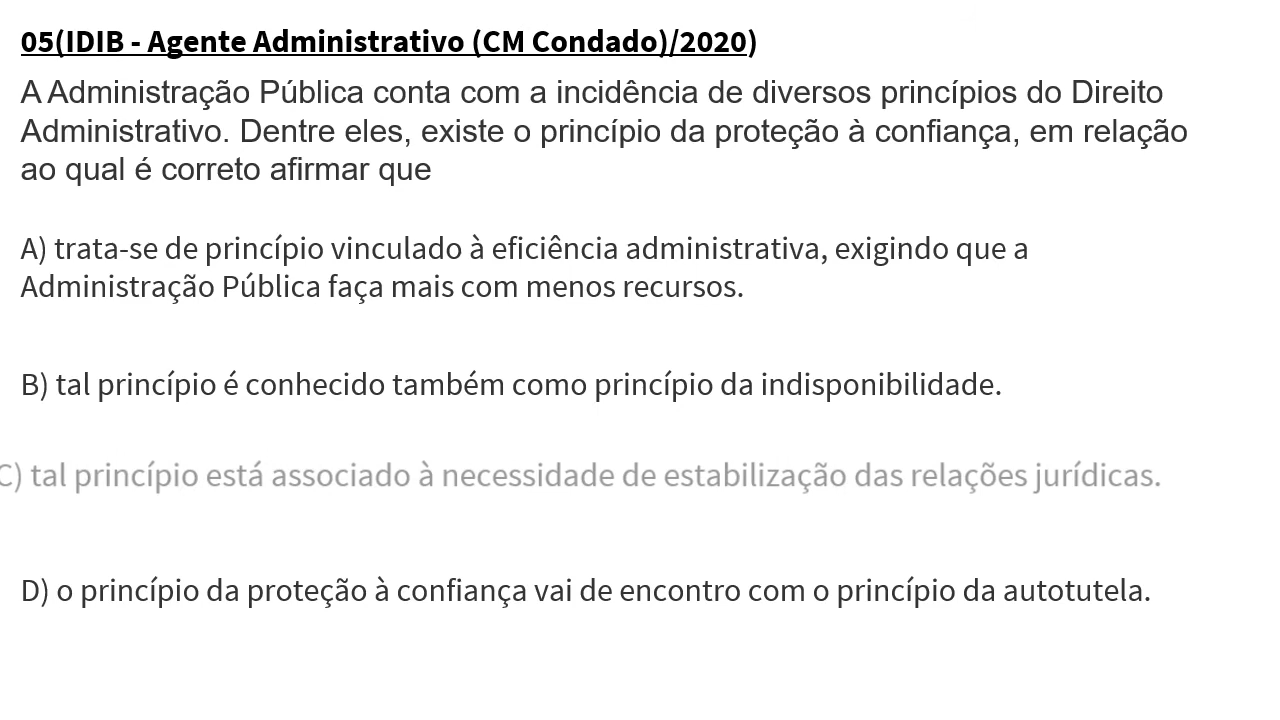 05(IDIB - Agente Administrativo (CM Condado)/2020)
A Administração Pública conta com a incidência de diversos princípios do Direito
Administrativo. Dentre eles, existe o princípio da proteção à confiança, em relação
ao qual é correto afirmar que
A) trata-se de princípio vinculado à eficiência administrativa, exigindo que a
Administração Pública faça mais com menos recursos.
B) tal princípio é conhecido também como princípio da indisponibilidade.
C) tal princípio está associado à necessidade de estabilização das relações jurídicas.
D) o princípio da proteção à confiança vai de encontro com o princípio da autotutela.